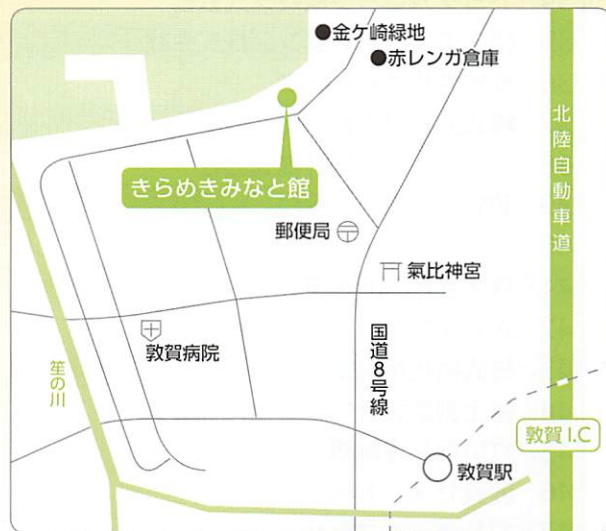 ●金ケ崎緑地
●赤レンガ倉庫
北陸自動車道
きらめきみなと館
郵便局
氣比神宮
国道8号線
敦賀病院
笙の川
敦賀I.C
敦賀駅